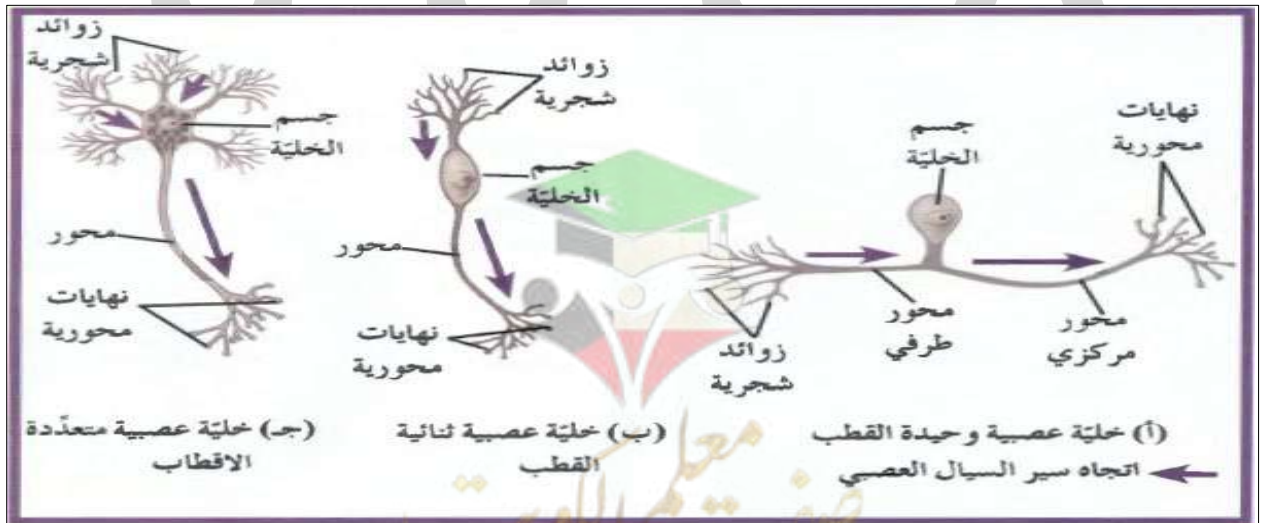 زوائد
شجرية
جسم
الخليّة
محور
نهايات
محورية
(جـ) خليّة عصبية متعدّدة
الاقطاب
زوائد
شجرية
جسم
الخليّة
محور
نهايات
محورية
(ب) خليّة عصبية ثنائية
القطب
نهايات
محورية
جسم
الخليّة
زوائد
شجرية
محور
طرفي
محور
مركزي
(أ) خليّة عصبية وحيدة القطب
اتجاه سير السيال العصبي
معلم الكويت